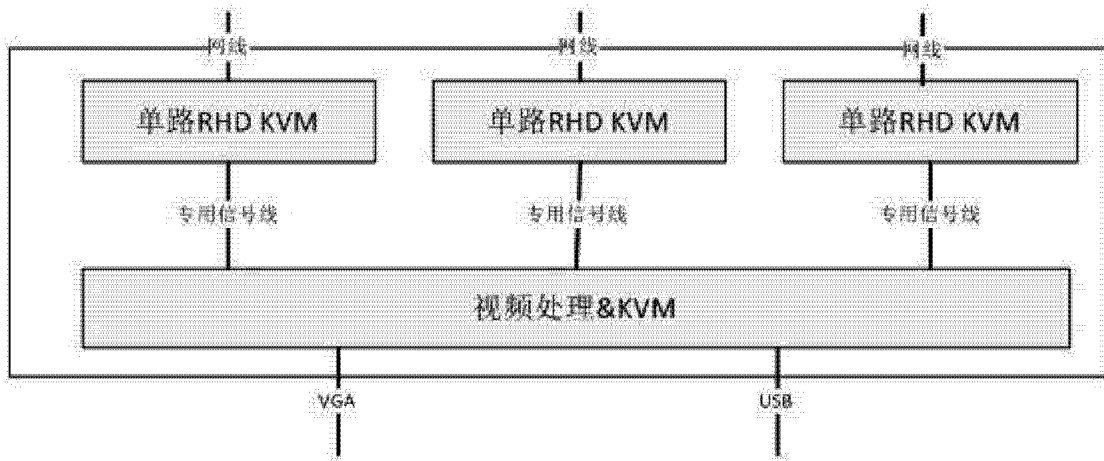 网线 网线 网线
单路RHD KVM 单路RHD KVM 单路RHD KVM
专用信号线 专用信号线 专用信号线
视频处理&KVM
VGA USB